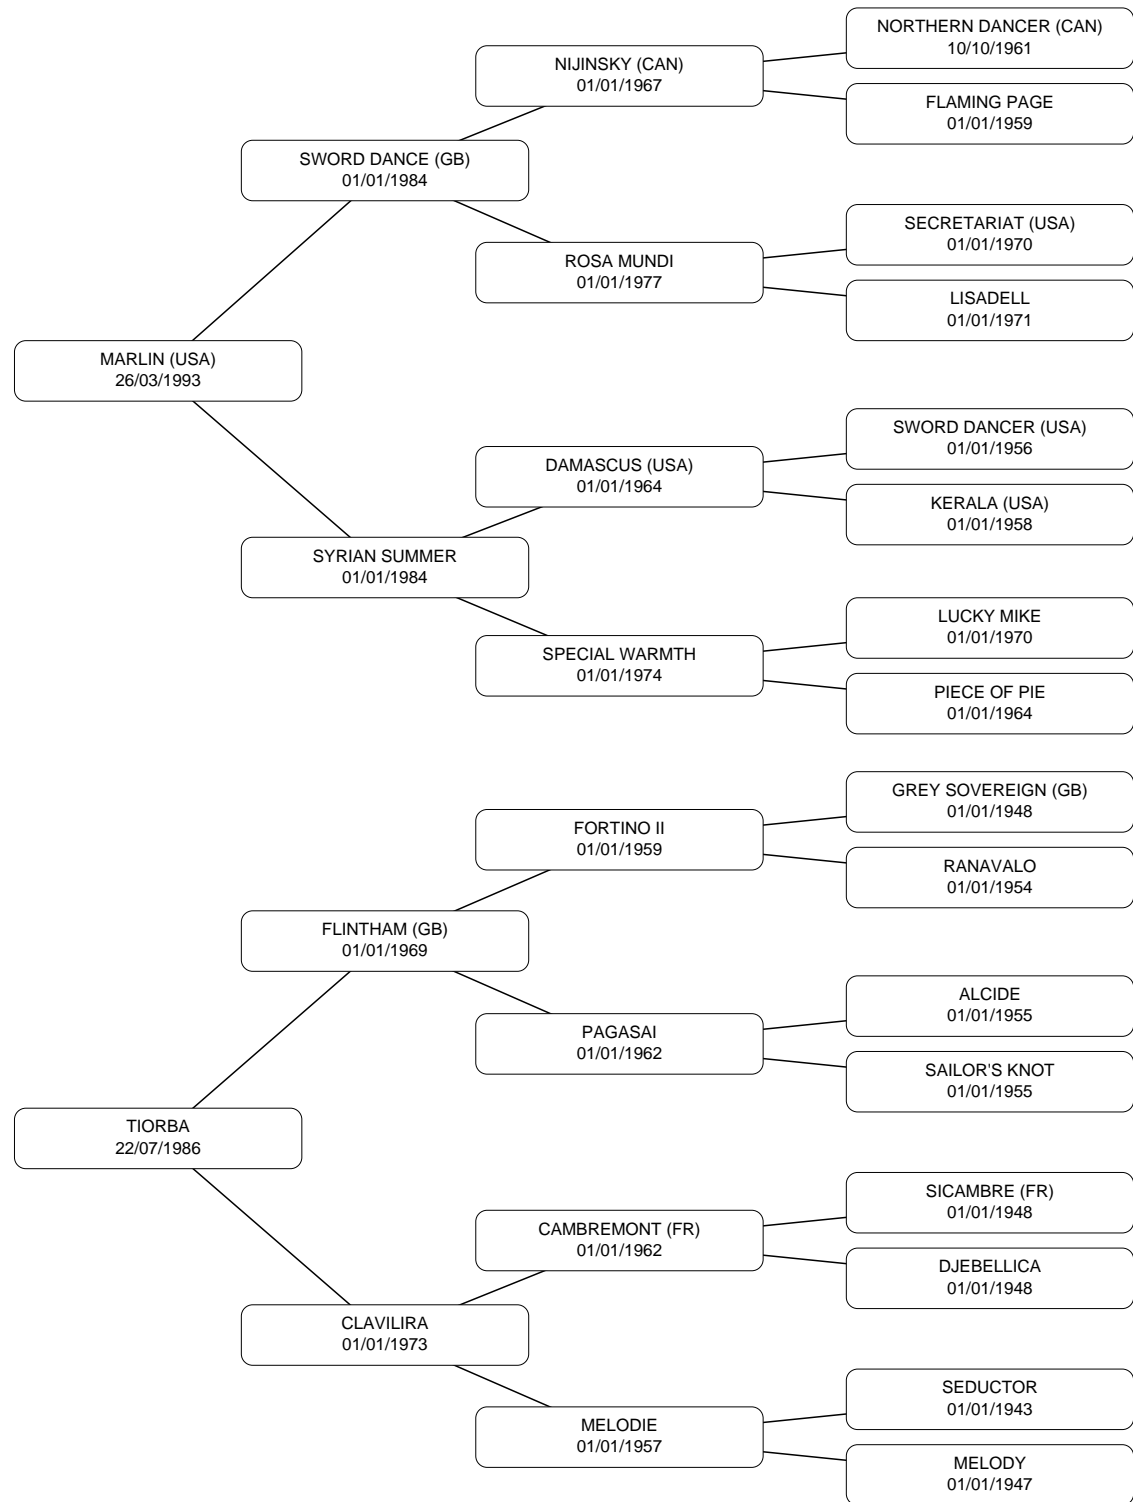 NORTHERN DANCER (CAN)
10/10/1961
NIJINSKY (CAN)
01/01/1967
FLAMING PAGE
01/01/1959
SWORD DANCE (GB)
01/01/1984
SECRETARIAT (USA)
01/01/1970
ROSA MUNDI
01/01/1977
LISADELL
01/01/1971
MARLIN (USA)
26/03/1993
SWORD DANCER (USA)
01/01/1956
DAMASCUS (USA)
01/01/1964
KERALA (USA)
01/01/1958
SYRIAN SUMMER
01/01/1984
LUCKY MIKE
01/01/1970
SPECIAL WARMTH
01/01/1974
PIECE OF PIE
01/01/1964
GREY SOVEREIGN (GB)
01/01/1948
FORTINO II
01/01/1959
RANAVALO
01/01/1954
FLINTHAM (GB)
01/01/1969
ALCIDE
01/01/1955
PAGASAI
01/01/1962
SAILOR'S KNOT
01/01/1955
TIORBA
22/07/1986
SICAMBRE (FR)
01/01/1948
CAMBREMONT (FR)
01/01/1962
DJEBELLICA
01/01/1948
CLAVILIRA
01/01/1973
SEDUCTOR
01/01/1943
MELODIE
01/01/1957
MELODY
01/01/1947